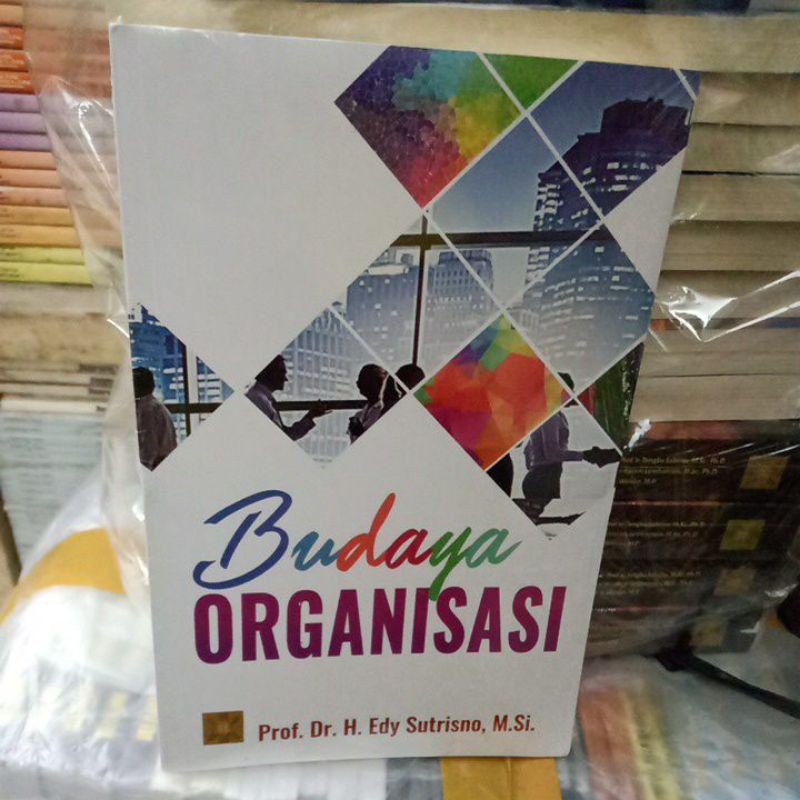 Budaya
ORGANISASI
Prof. Dr. H. Edy Sutrisno, M.Si.